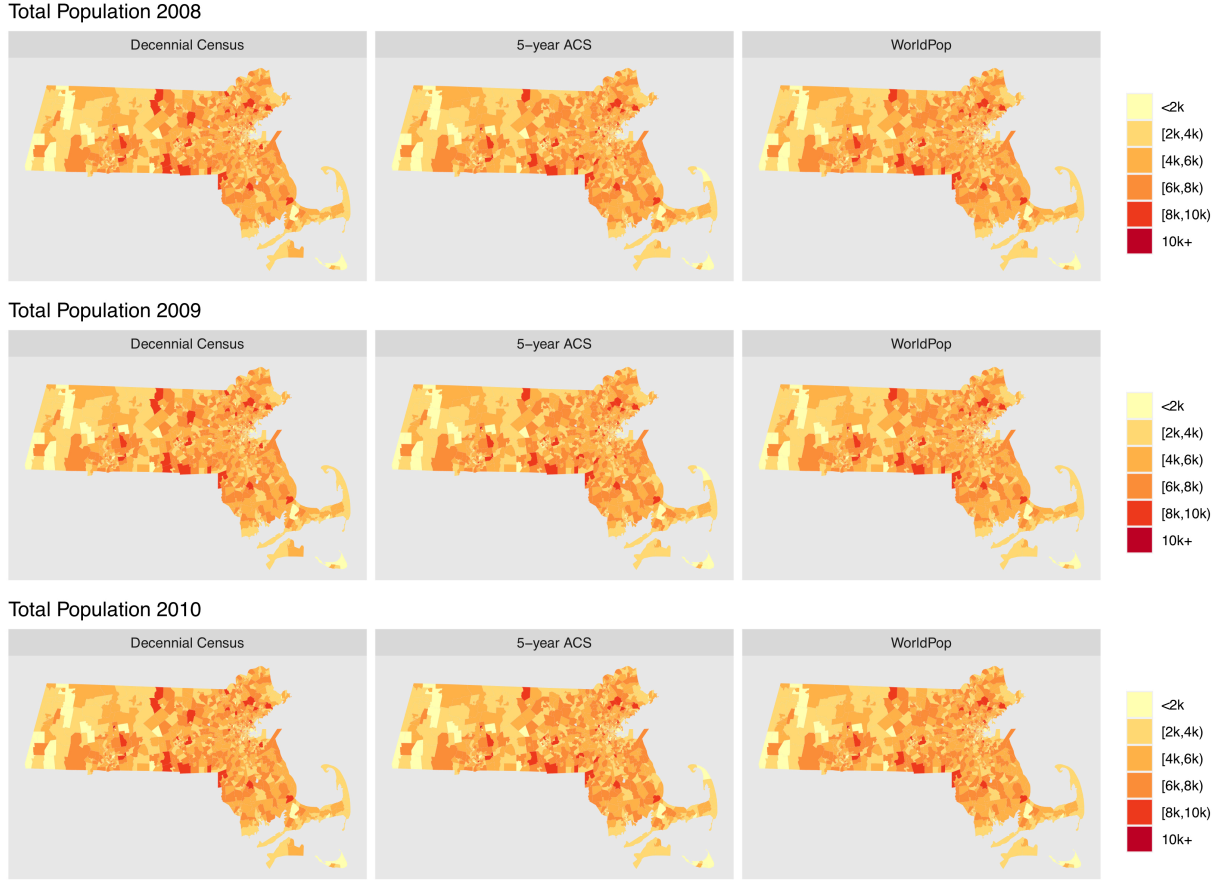 Total Population 2008
Decennial Census
5−year ACS
WorldPop
<2k
[2k,4k)
[4k,6k)
[6k,8k)
[8k,10k)
10k+
Total Population 2009
Decennial Census
5−year ACS
WorldPop
<2k
[2k,4k)
[4k,6k)
[6k,8k)
[8k,10k)
10k+
Total Population 2010
Decennial Census
5−year ACS
WorldPop
<2k
[2k,4k)
[4k,6k)
[6k,8k)
[8k,10k)
10k+